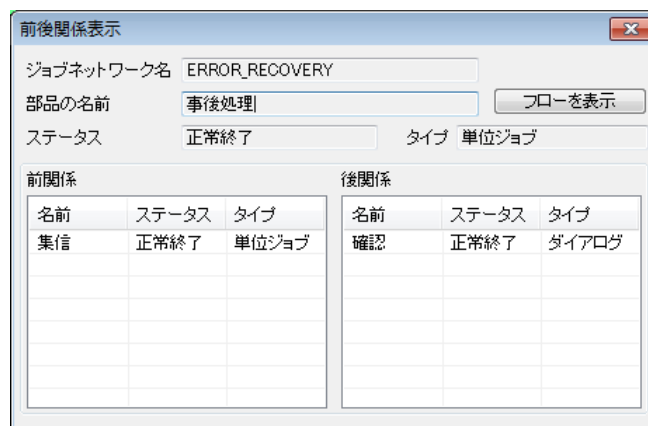 前後関係表示
ジョブネットワーク名 ERROR_RECOVERY
部品の名前 事後処理 フローを表示
ステータス 正常終了 タイプ 単位ジョブ
前関係 後関係
名前 ステータス タイプ 名前 ステータス タイプ
集信 正常終了 単位ジョブ 確認 正常終了 ダイアログ